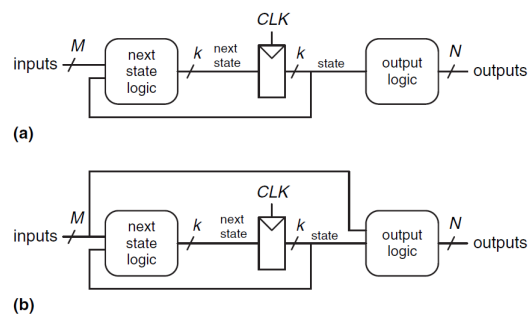 CLK
M
inputs
next
state
logic
k
next
state
k
state
output
logic
N
outputs
(a)
CLK
M
inputs
next
state
logic
k
next
state
k
state
output
logic
N
outputs
(b)